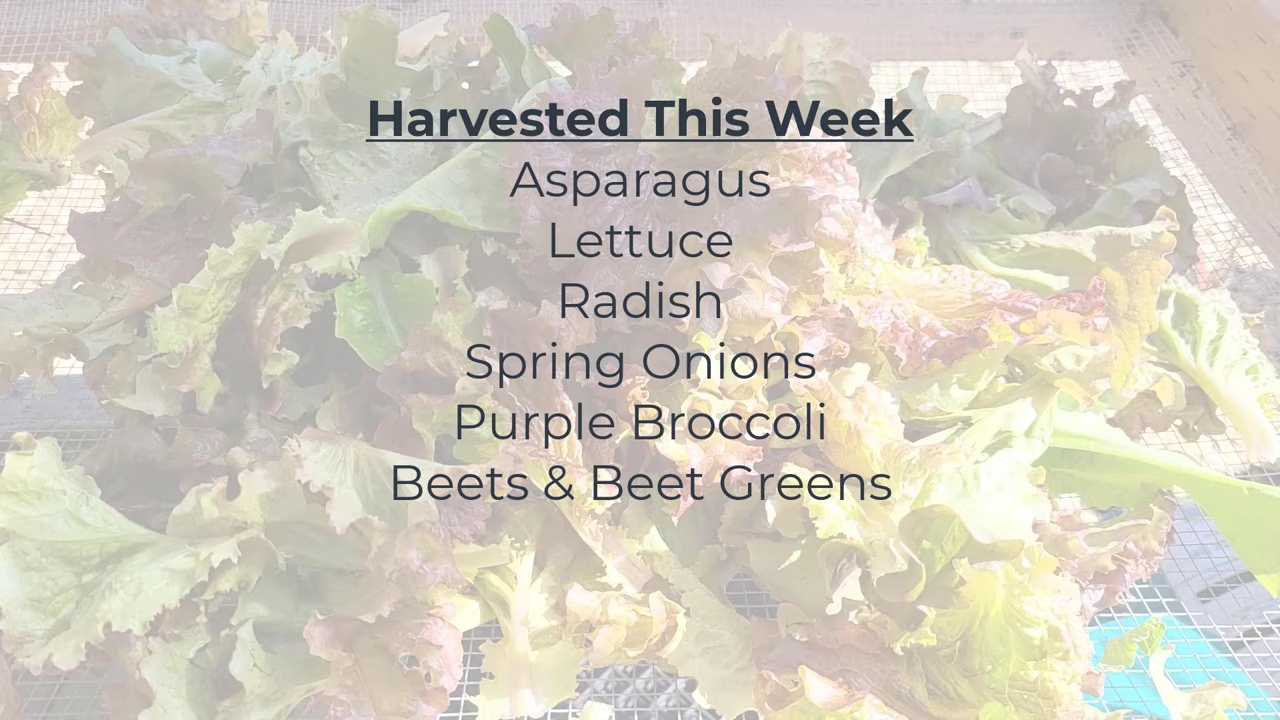 Harvested This Week
Asparagus
Lettuce
Radish
Spring Onions
Purple Broccoli
Beets & Beet Greens